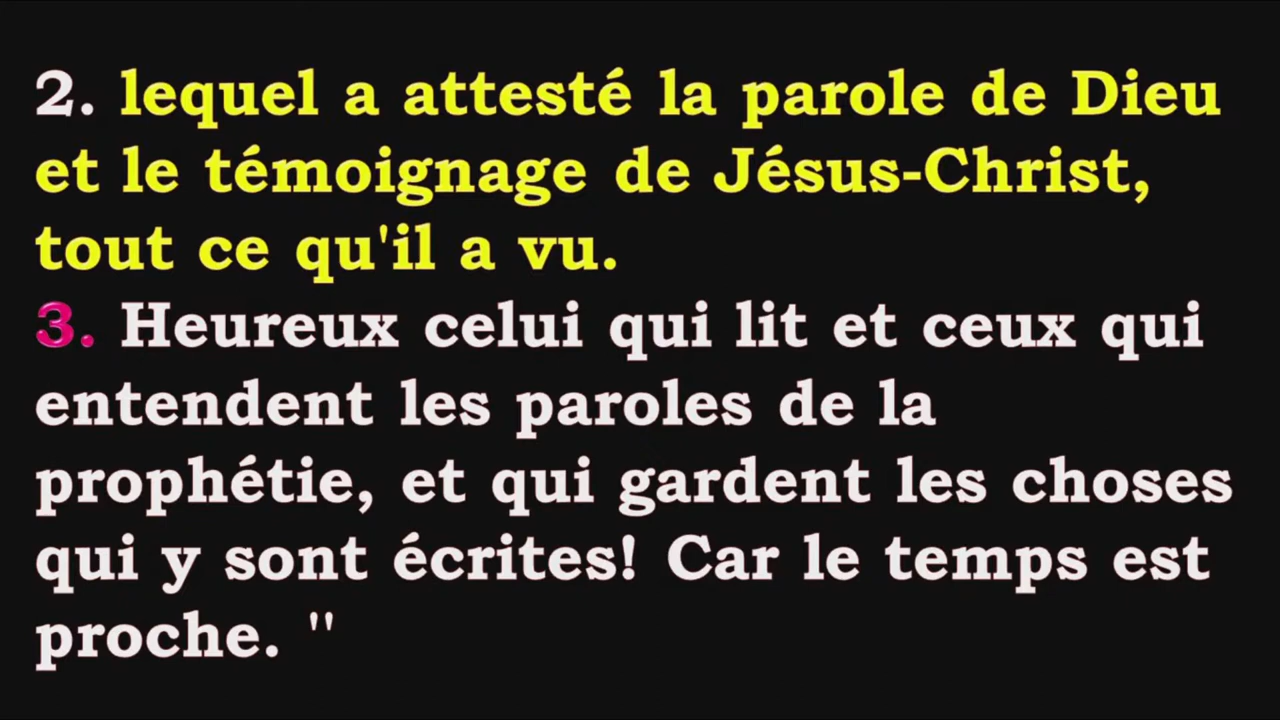 2. lequel a attesté la parole de Dieu
et le témoignage de Jésus-Christ,
tout ce qu'il a vu.
3. Heureux celui qui lit et ceux qui
entendent les paroles de la
prophétie, et qui gardent les choses
qui y sont écrites! Car le temps est
proche. "